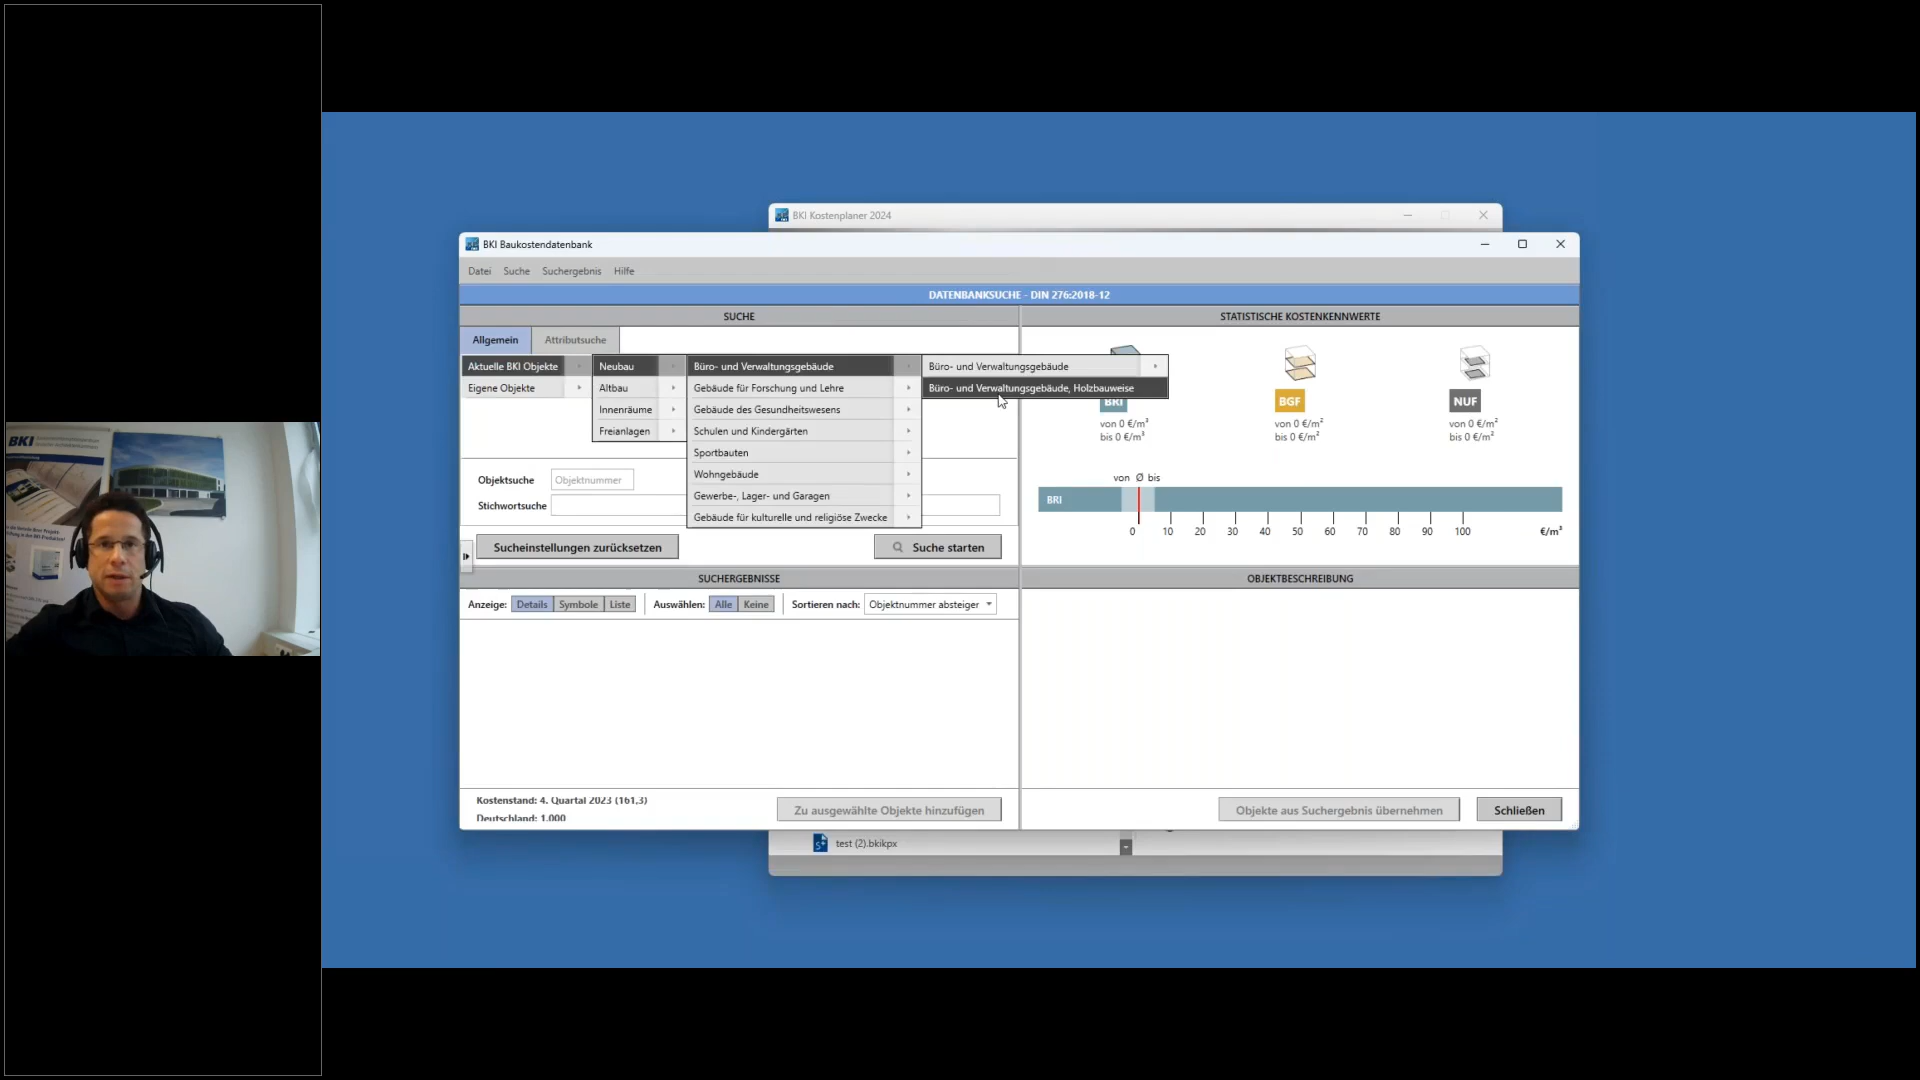 BKI Kostenplaner 2024
BKI Baukostendatenbank
Datei Suche Suchergebnis Hilfe
DATENBANKSUCHE - DIN 276:2018-12
SUCHE
STATISTISCHE KOSTENKENNWERTE
Allgemein Attributsuche
Aktuelle BKI Objekte
Eigene Objekte
Neubau
Altbau
Innenräume
Freianlagen
Büro- und Verwaltungsgebäude
Gebäude für Forschung und Lehre
Gebäude des Gesundheitswesens
Schulen und Kindergärten
Sportbauten
Wohngebäude
Gewerbe-, Lager- und Garagen
Gebäude für kulturelle und religiöse Zwecke
Büro- und Verwaltungsgebäude
Büro- und Verwaltungsgebäude, Holzbauweise
BRI
von 0 €/m³
bis 0 €/m³
BGF
von 0 €/m²
bis 0 €/m²
NUF
von 0 €/m²
bis 0 €/m²
Objektsuche Objektnummer
Stichwortsuche
von Ø bis
BRI
0 10 20 30 40 50 60 70 80 90 100 €/m³
Sucheinstellungen zurücksetzen
Suche starten
SUCHERGEBNISSE
OBJEKTBESCHREIBUNG
Anzeige: Details Symbole Liste Auswählen: Alle Keine Sortieren nach: Objektnummer absteiger
Kostenstand: 4. Quartal 2023 (161,3)
Deutschland: 1.000
Zu ausgewählte Objekte hinzufügen
Objekte aus Suchergebnis übernehmen
Schließen
test (2).bkikpx
BKI